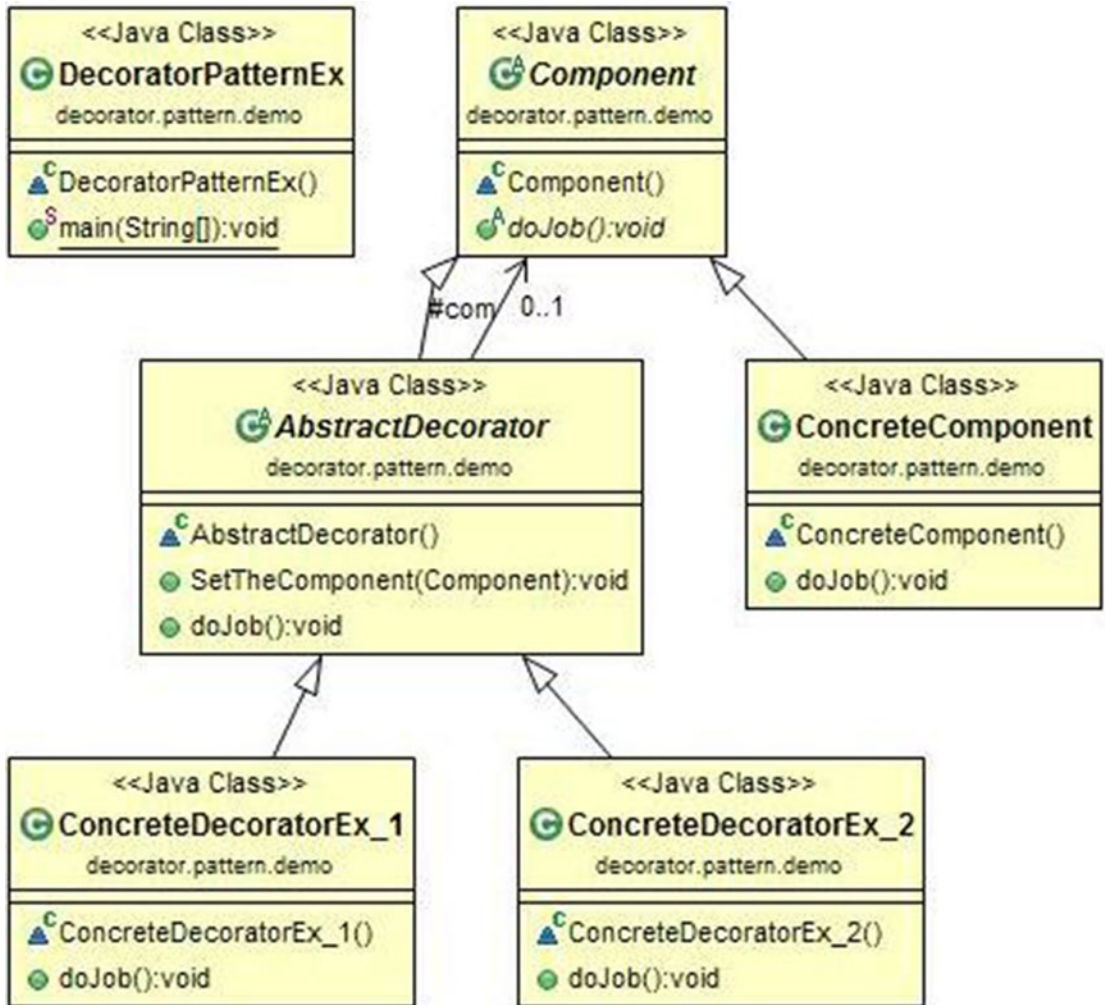 <<Java Class>>
DecoratorPatternEx
decorator.pattern.demo
DecoratorPatternEx()
main(String[]):void
<<Java Class>>
Component
decorator.pattern.demo
Component()
doJob():void
#com
0..1
<<Java Class>>
AbstractDecorator
decorator.pattern.demo
AbstractDecorator()
SetTheComponent(Component):void
doJob():void
<<Java Class>>
ConcreteComponent
decorator.pattern.demo
ConcreteComponent()
doJob():void
<<Java Class>>
ConcreteDecoratorEx_1
decorator.pattern.demo
ConcreteDecoratorEx_1()
doJob():void
<<Java Class>>
ConcreteDecoratorEx_2
decorator.pattern.demo
ConcreteDecoratorEx_2()
doJob():void